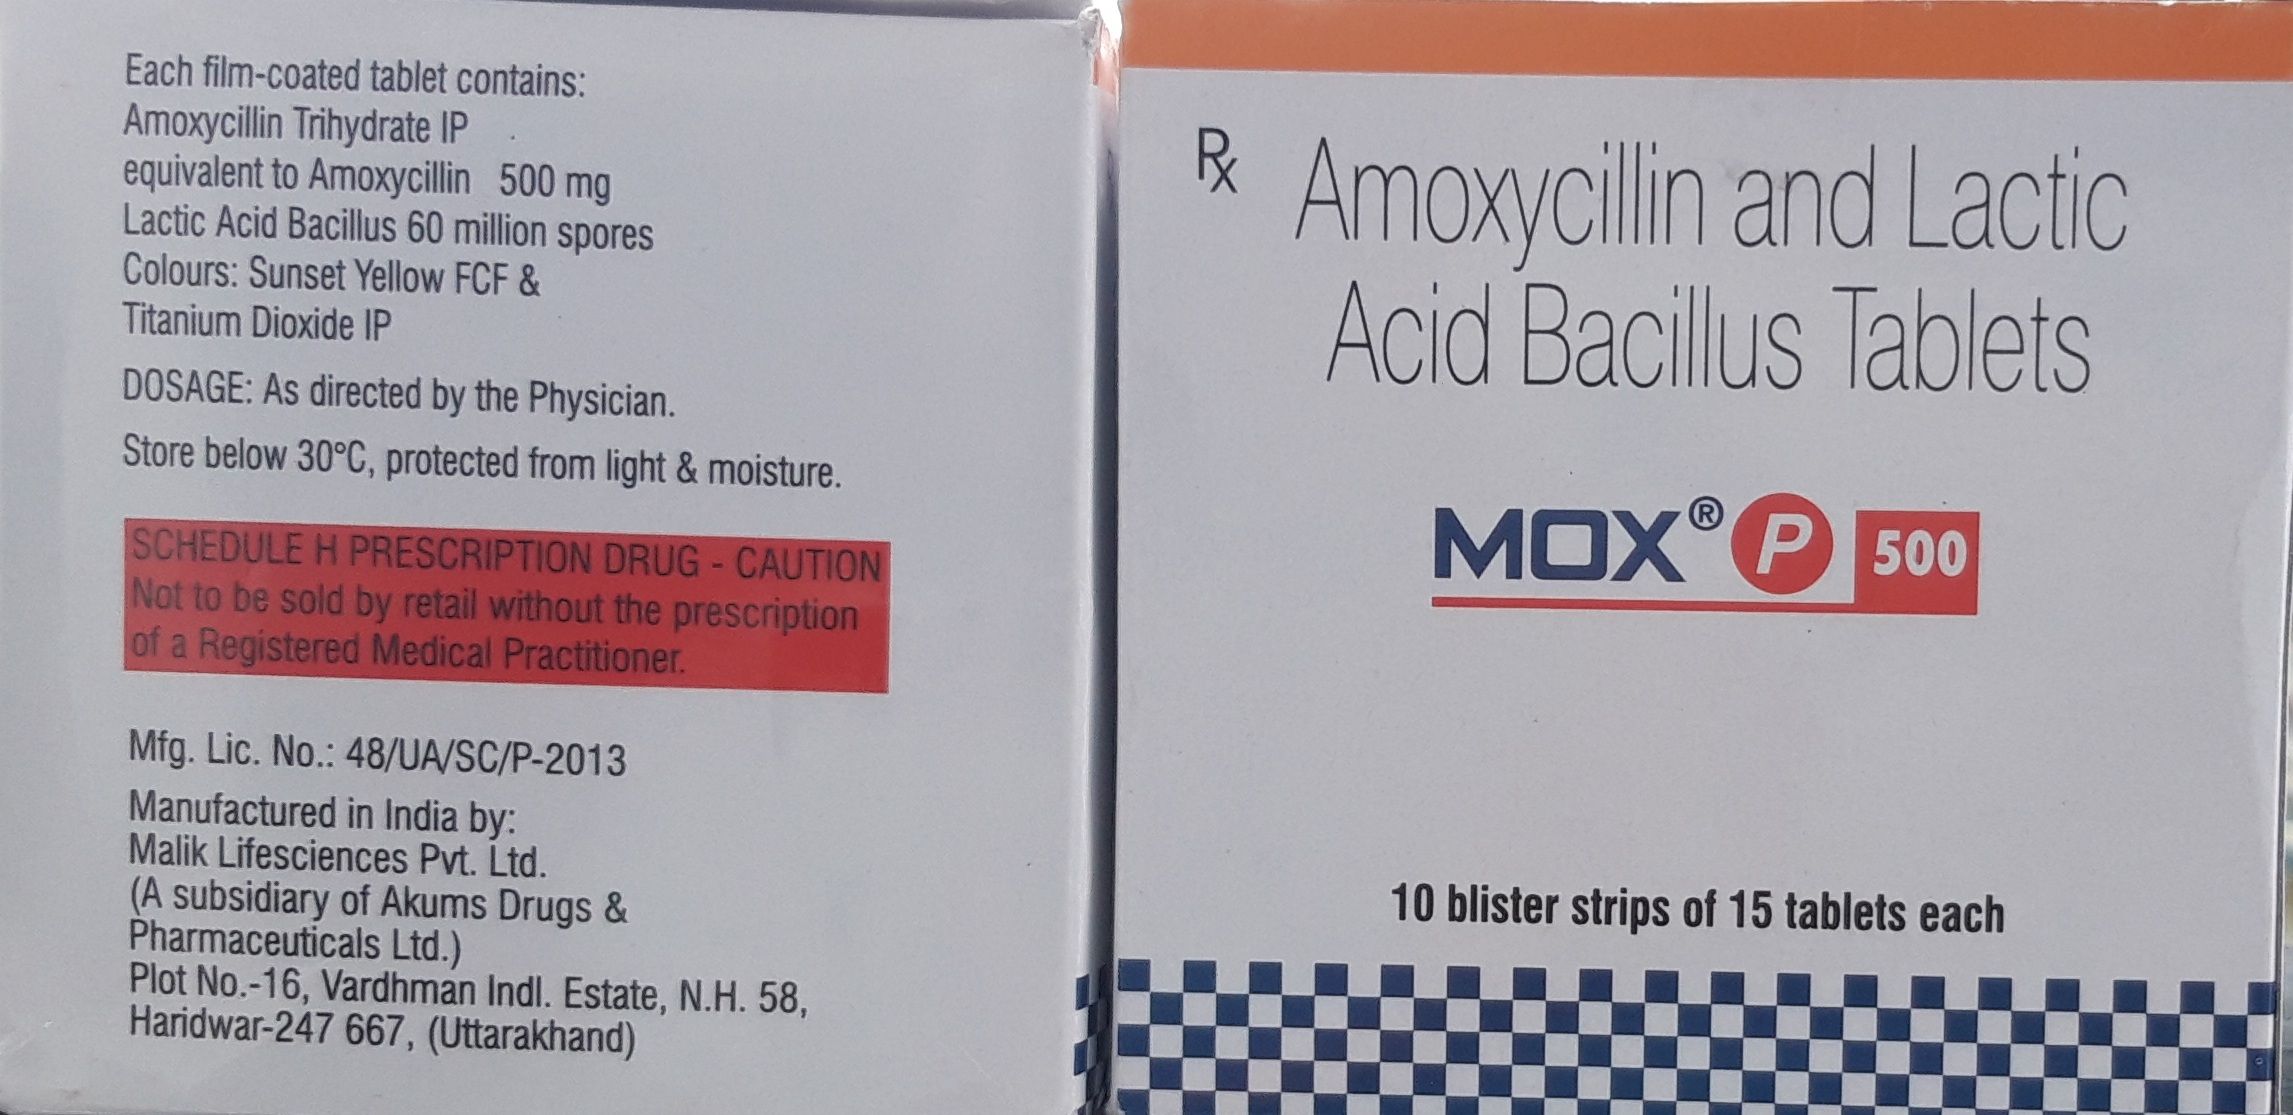 Each film-coated tablet contains:
Amoxycillin Trihydrate IP
equivalent to Amoxycillin 500 mg
Lactic Acid Bacillus 60 million spores
Colours: Sunset Yellow FCF &
Titanium Dioxide IP
DOSAGE: As directed by the Physician.
Store below 30°C, protected from light & moisture.
SCHEDULE H PRESCRIPTION DRUG - CAUTION
Not to be sold by retail without the prescription
of a Registered Medical Practitioner.
Mfg. Lic. No.: 48/UA/SC/P-2013
Manufactured in India by:
Malik Lifesciences Pvt. Ltd.
(A subsidiary of Akums Drugs &
Pharmaceuticals Ltd.)
Plot No.-16, Vardhman Indl. Estate, N.H. 58,
Haridwar-247 667, (Uttarakhand)
Rx Amoxycillin and Lactic
Acid Bacillus Tablets
MOX® P 500
10 blister strips of 15 tablets each